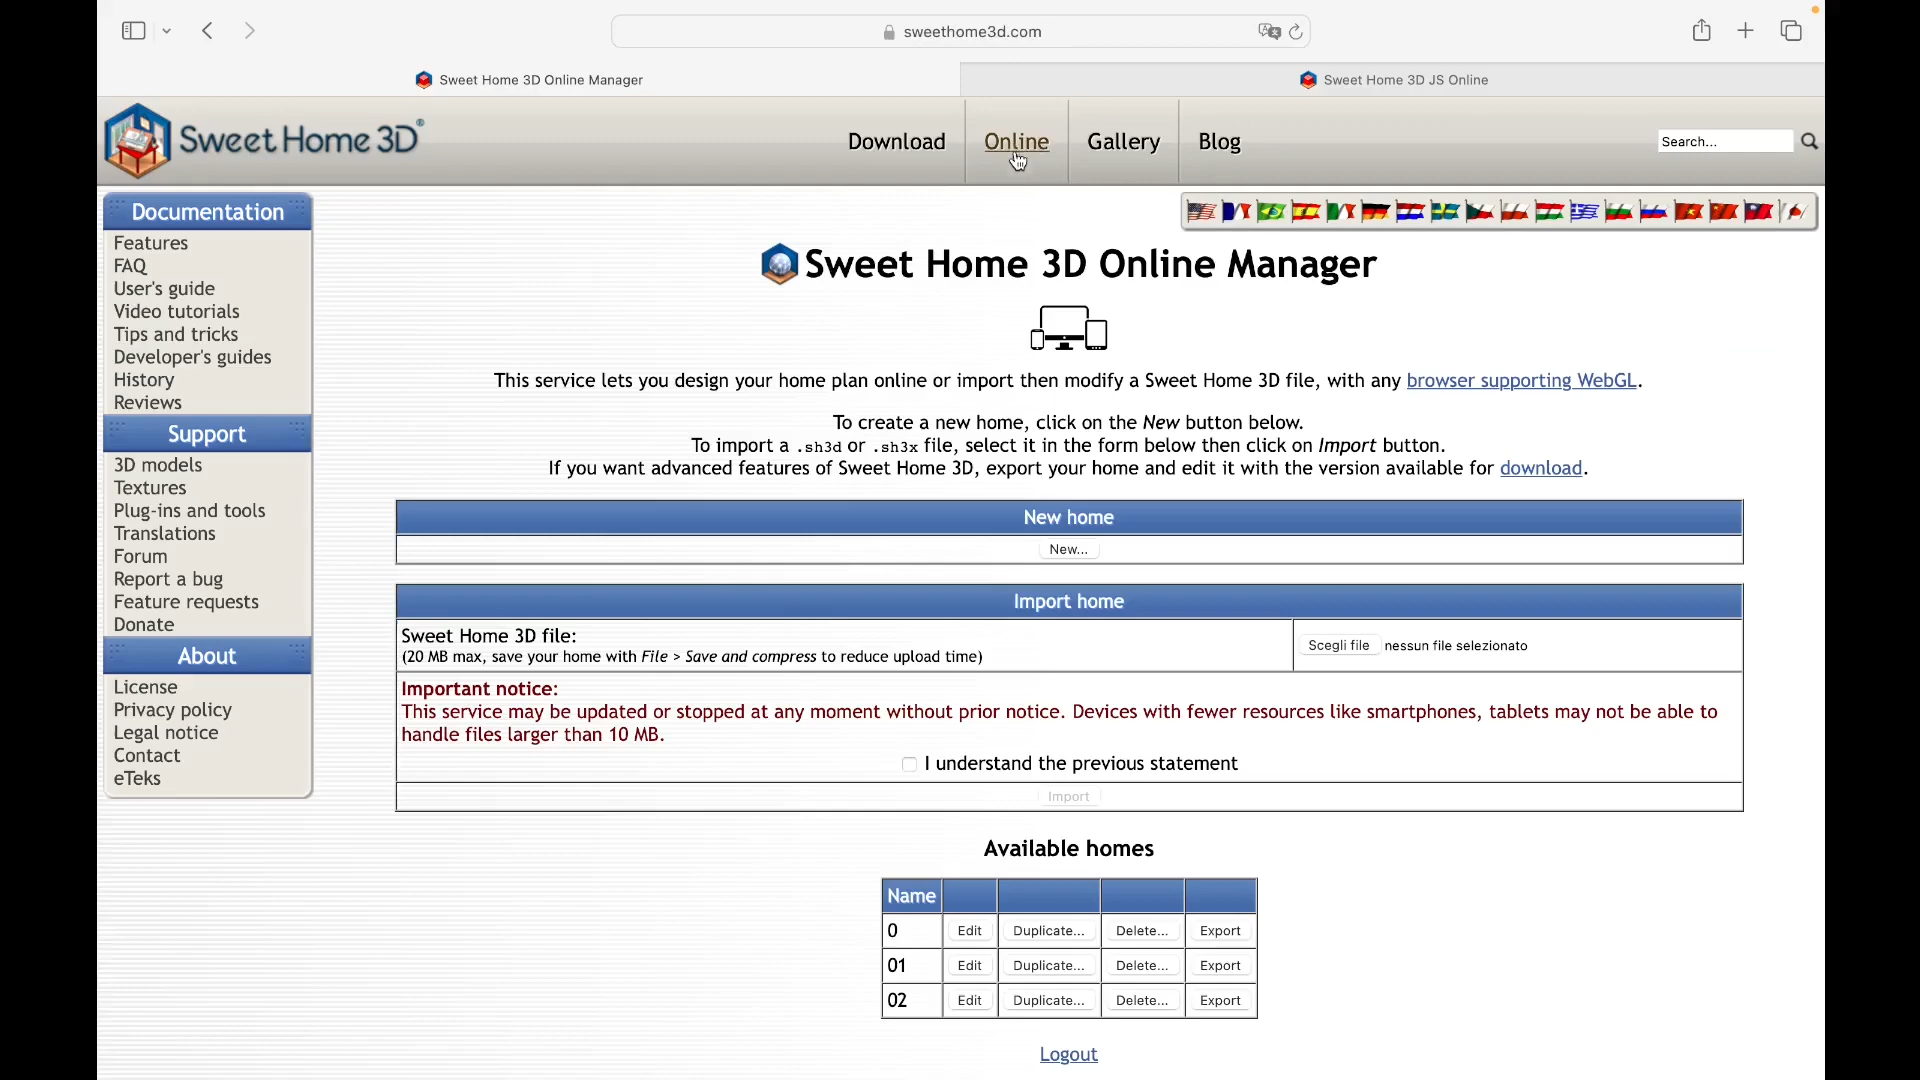 sweethome3d.com
Sweet Home 3D Online Manager
Sweet Home 3D JS Online
Sweet Home 3D®
Download
Online
Gallery
Blog
Search...
Documentation
Features
FAQ
User's guide
Video tutorials
Tips and tricks
Developer's guides
History
Reviews
Support
3D models
Textures
Plug-ins and tools
Translations
Forum
Report a bug
Feature requests
Donate
About
License
Privacy policy
Legal notice
Contact
eTeks
Sweet Home 3D Online Manager
This service lets you design your home plan online or import then modify a Sweet Home 3D file, with any browser supporting WebGL.
To create a new home, click on the New button below.
To import a .sh3d or .sh3x file, select it in the form below then click on Import button.
If you want advanced features of Sweet Home 3D, export your home and edit it with the version available for download.
New home
New...
Import home
Sweet Home 3D file:
(20 MB max, save your home with File > Save and compress to reduce upload time)
Scegli file nessun file selezionato
Important notice:
This service may be updated or stopped at any moment without prior notice. Devices with fewer resources like smartphones, tablets may not be able to
handle files larger than 10 MB.
I understand the previous statement
Import
Available homes
Name
0 Edit Duplicate... Delete... Export
01 Edit Duplicate... Delete... Export
02 Edit Duplicate... Delete... Export
Logout